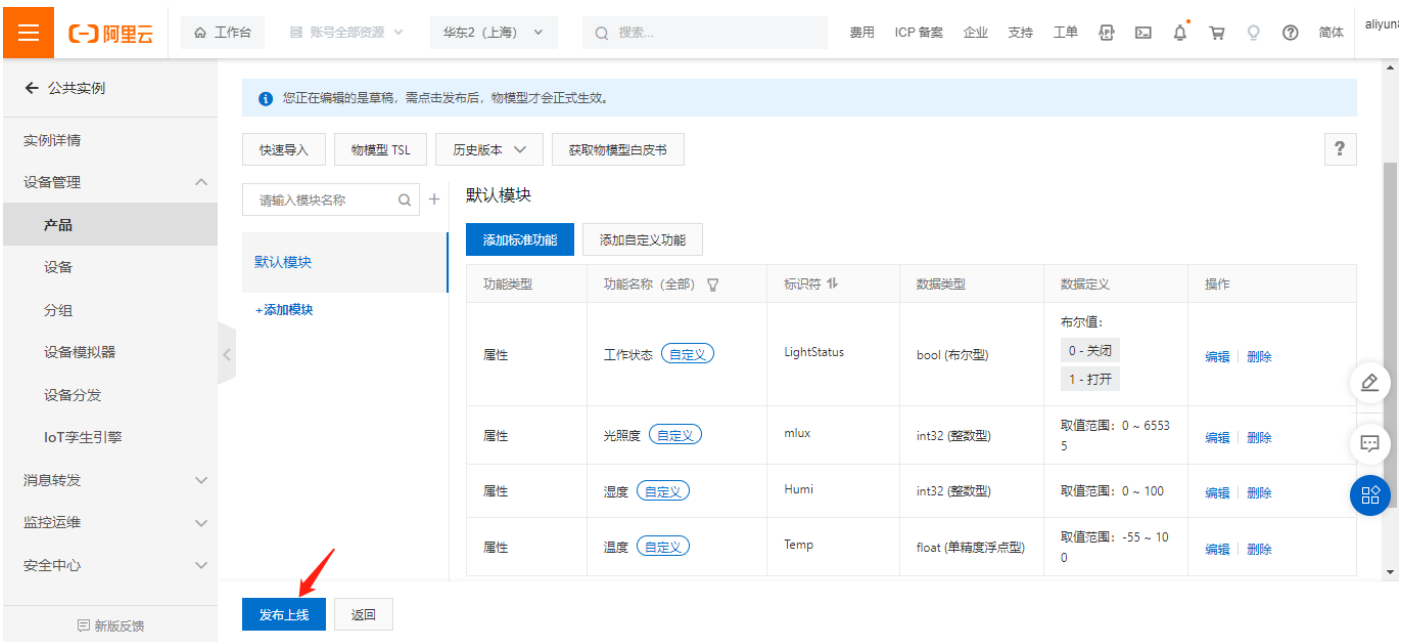 阿里云 工作台 账号全部资源 华东2（上海） 搜索... 费用 ICP 备案 企业 支持 工单 简体 aliyun
公共实例
实例详情
设备管理
产品
设备
分组
设备模拟器
设备分发
IoT孪生引擎
消息转发
监控运维
安全中心
新版反馈
您正在编辑的是草稿，需点击发布后，物模型才会正式生效。
快速导入 物模型 TSL 历史版本 获取物模型白皮书 ?
请输入模块名称 +
默认模块
+添加模块
默认模块
添加标准功能 添加自定义功能
功能类型 功能名称（全部） 标识符 数据类型 数据定义 操作
属性 工作状态 自定义 LightStatus bool (布尔型) 布尔值：
0 - 关闭
1 - 打开
编辑 删除
属性 光照度 自定义 mlux int32 (整数型) 取值范围：0 ~ 6553
5
编辑 删除
属性 湿度 自定义 Humi int32 (整数型) 取值范围：0 ~ 100 编辑 删除
属性 温度 自定义 Temp float (单精度浮点型) 取值范围：-55 ~ 10
0
编辑 删除
发布上线 返回